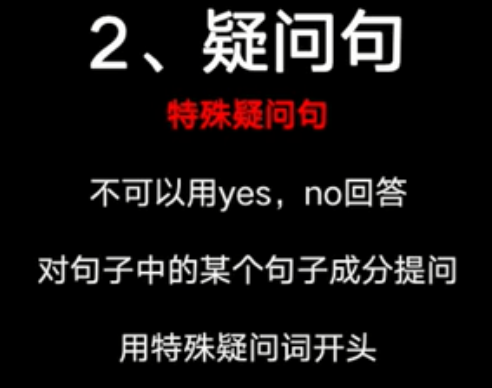 2、疑问句
特殊疑问句
不可以用yes，no回答
对句子中的某个句子成分提问
用特殊疑问词开头